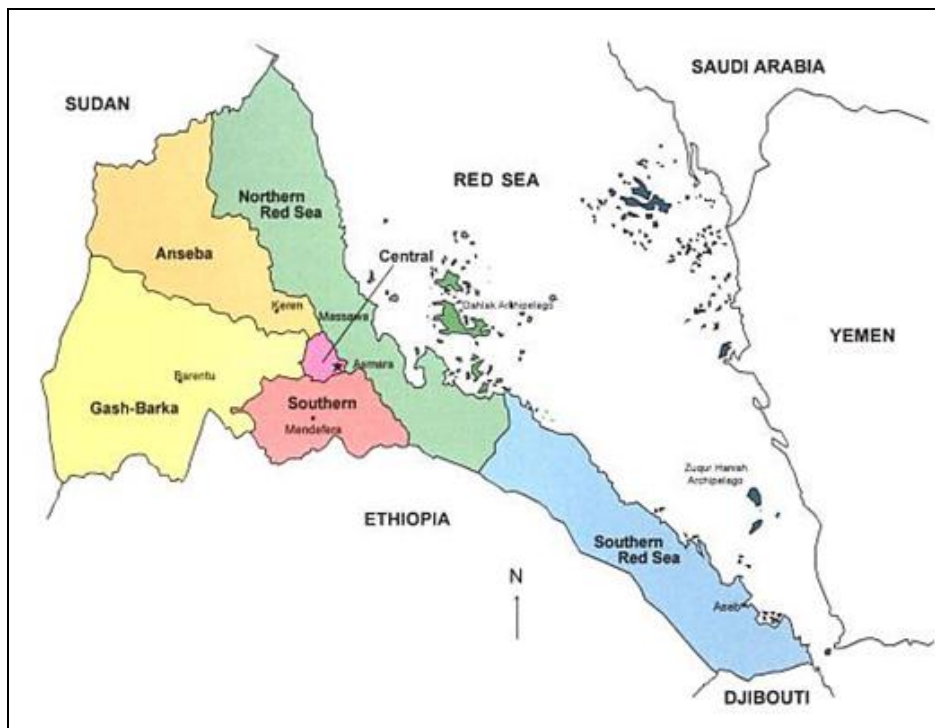 SAUDI ARABIA
SUDAN
RED SEA
Northern
Red Sea
Anseba
Central
Keren
Massawa
Dahlak Archipelago
YEMEN
Asmara
Barentu
Gash-Barka
Southern
Mendefera
Zuqur Hanish
Archipelago
ETHIOPIA
Southern
Red Sea
N
Aseb
DJIBOUTI